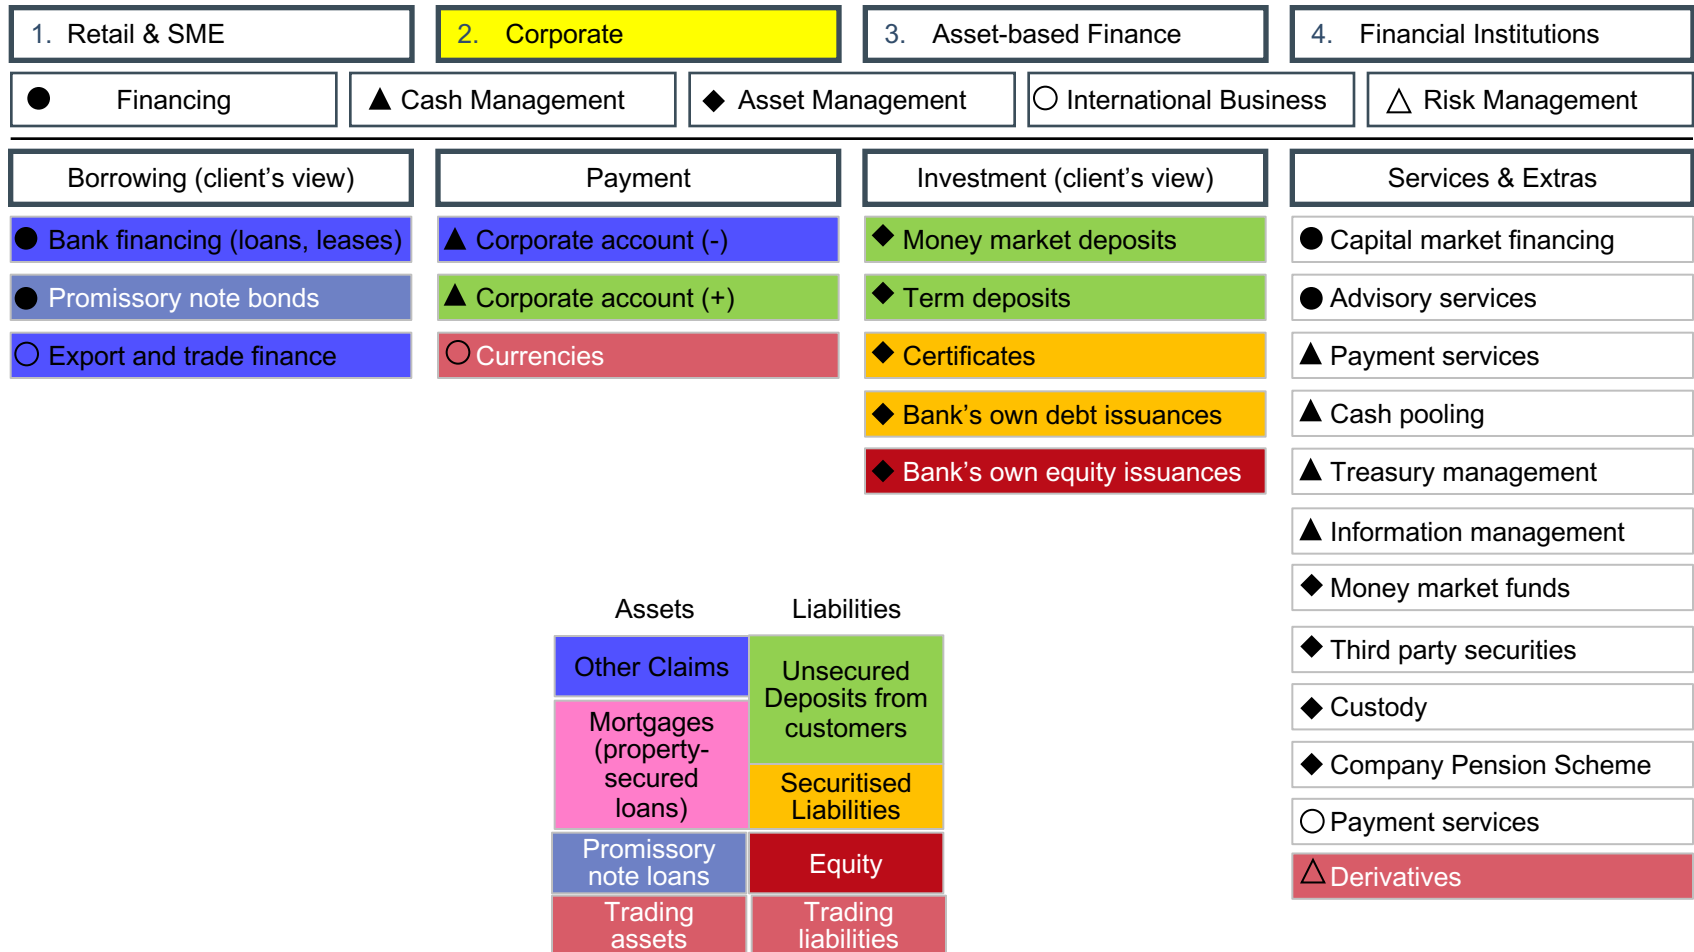 1. Retail & SME
2. Corporate
3. Asset-based Finance
4. Financial Institutions
Financing
Cash Management
Asset Management
International Business
Risk Management
Borrowing (client's view)
Payment
Investment (client's view)
Services & Extras
Bank financing (loans, leases)
Promissory note bonds
Export and trade finance
Corporate account (-)
Corporate account (+)
Currencies
Money market deposits
Term deposits
Certificates
Bank's own debt issuances
Bank's own equity issuances
Capital market financing
Advisory services
Payment services
Cash pooling
Treasury management
Information management
Money market funds
Third party securities
Custody
Company Pension Scheme
Payment services
Derivatives
Assets
Liabilities
Other Claims
Mortgages
(property-
secured
loans)
Promissory
note loans
Trading
assets
Unsecured
Deposits from
customers
Securitised
Liabilities
Equity
Trading
liabilities